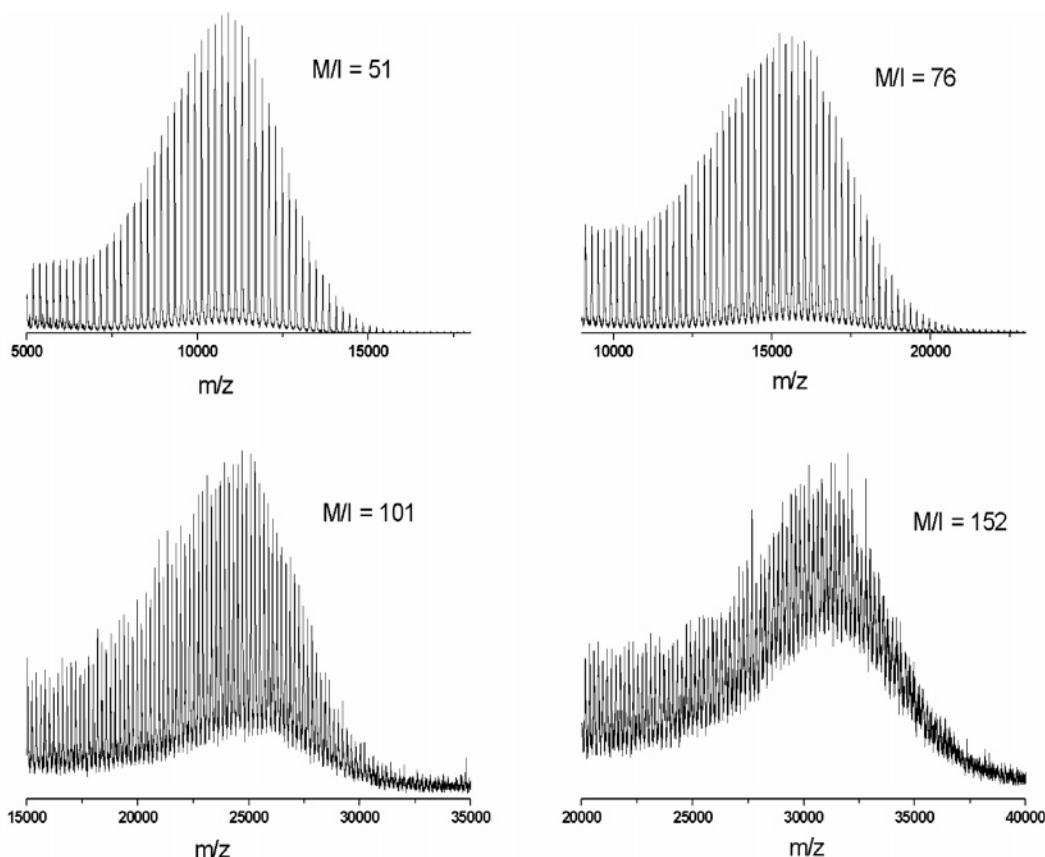 M/I = 51
5000 10000 15000
m/z
M/I = 76
10000 15000 20000
m/z
M/I = 101
15000 20000 25000 30000 35000
m/z
M/I = 152
20000 25000 30000 35000 40000
m/z